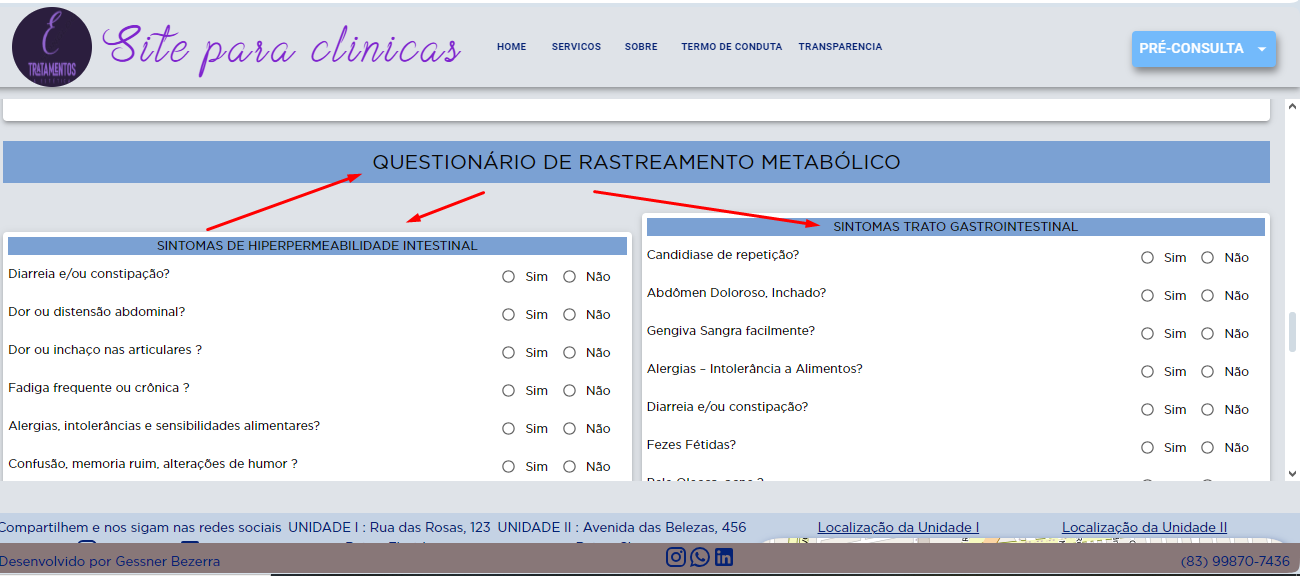 É
TRATAMENTOS
Site para clinicas
HOME SERVICOS SOBRE TERMO DE CONDUTA TRANSPARENCIA
PRÉ-CONSULTA
QUESTIONÁRIO DE RASTREAMENTO METABÓLICO
SINTOMAS DE HIPERPERMEABILIDADE INTESTINAL
Diarreia e/ou constipação? Sim Não
Dor ou distensão abdominal? Sim Não
Dor ou inchaço nas articulares ? Sim Não
Fadiga frequente ou crônica ? Sim Não
Alergias, intolerâncias e sensibilidades alimentares? Sim Não
Confusão, memoria ruim, alterações de humor ? Sim Não
SINTOMAS TRATO GASTROINTESTINAL
Candidiase de repetição? Sim Não
Abdômen Doloroso, Inchado? Sim Não
Gengiva Sangra facilmente? Sim Não
Alergias – Intolerância a Alimentos? Sim Não
Diarreia e/ou constipação? Sim Não
Fezes Fétidas? Sim Não
Compartilhem e nos sigam nas redes sociais UNIDADE I : Rua das Rosas, 123 UNIDADE II : Avenida das Belezas, 456
Localização da Unidade I Localização da Unidade II
Desenvolvido por Gessner Bezerra
(83) 99870-7436